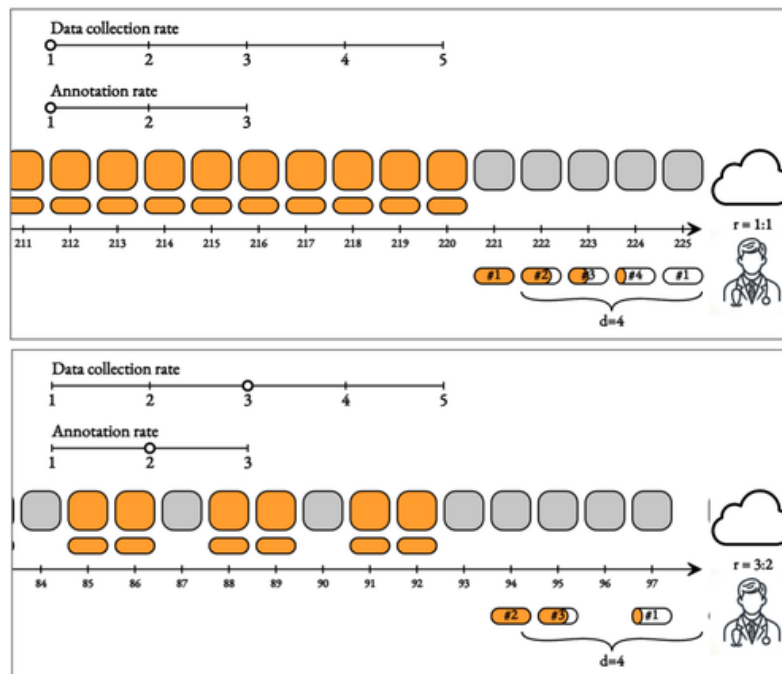 Data collection rate
1 2 3 4 5
Annotation rate
1 2 3
211 212 213 214 215 216 217 218 219 220 221 222 223 224 225
r = 1:1
#1 #2 #3 #4 #1
d=4
Data collection rate
1 2 3 4 5
Annotation rate
1 2 3
84 85 86 87 88 89 90 91 92 93 94 95 96 97
r = 3:2
#2 #3 #1
d=4